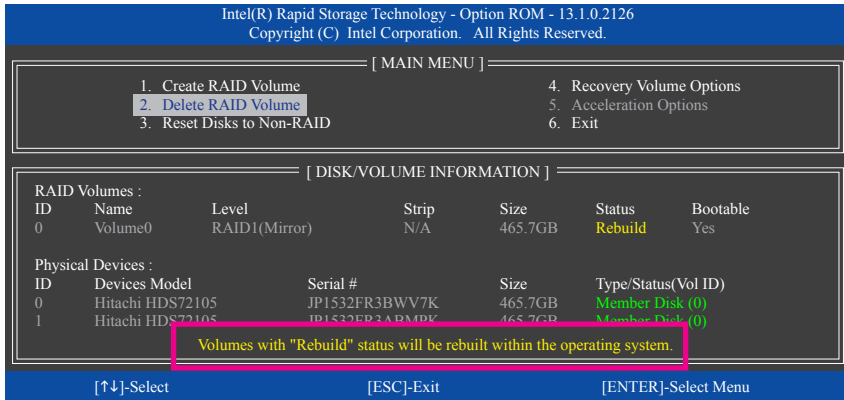 Intel(R) Rapid Storage Technology - Option ROM - 13.1.0.2126
Copyright (C) Intel Corporation. All Rights Reserved.
[ MAIN MENU ]
1. Create RAID Volume
2. Delete RAID Volume
3. Reset Disks to Non-RAID
4. Recovery Volume Options
5. Acceleration Options
6. Exit
[ DISK/VOLUME INFORMATION ]
RAID Volumes :
ID Name Level Strip Size Status Bootable
0 Volume0 RAID1(Mirror) N/A 465.7GB Rebuild Yes
Physical Devices :
ID Devices Model Serial # Size Type/Status(Vol ID)
0 Hitachi HDS72105 JP1532FR3BWV7K 465.7GB Member Disk (0)
1 Hitachi HDS72105 JP1532FR3ABMRK 465.7GB Member Disk (0)
Volumes with "Rebuild" status will be rebuilt within the operating system.
[↑↓]-Select [ESC]-Exit [ENTER]-Select Menu